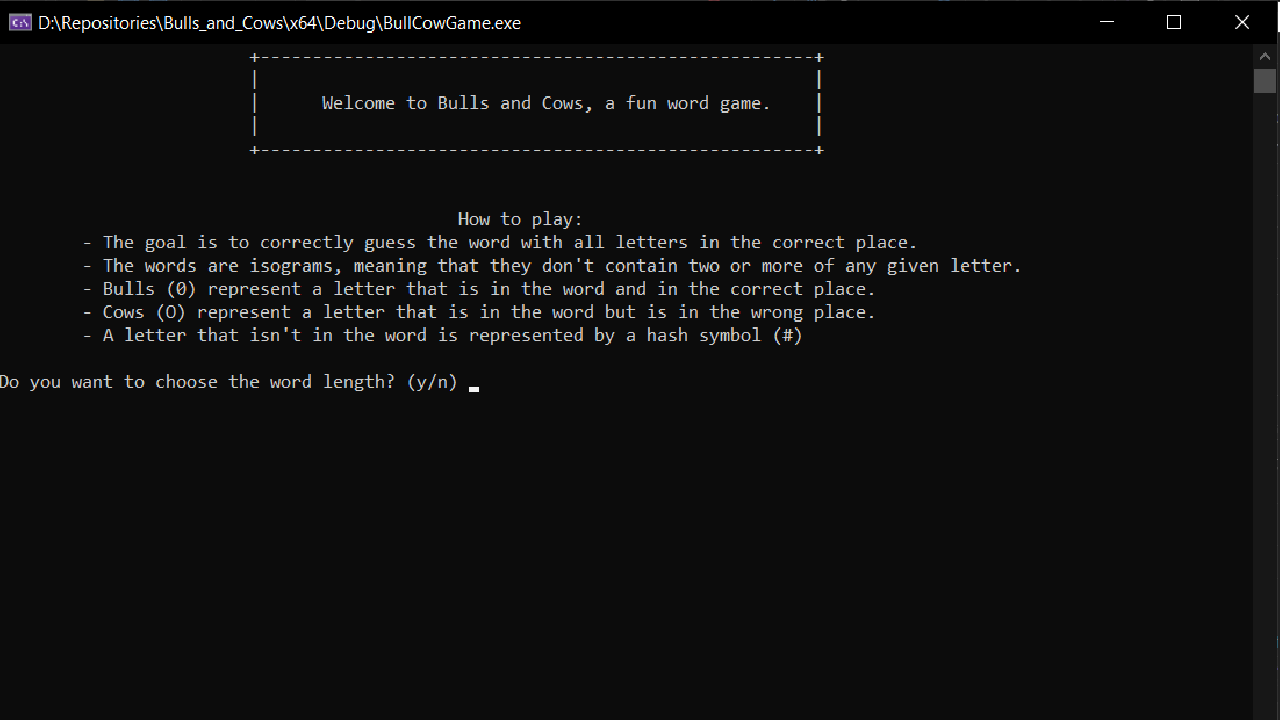 D:\Repositories\Bulls_and_Cows\x64\Debug\BullCowGame.exe
+-----------------------------------------------------+
|                                                     |
|      Welcome to Bulls and Cows, a fun word game.    |
|                                                     |
+-----------------------------------------------------+
How to play:
- The goal is to correctly guess the word with all letters in the correct place.
- The words are isograms, meaning that they don't contain two or more of any given letter.
- Bulls (0) represent a letter that is in the word and in the correct place.
- Cows (O) represent a letter that is in the word but is in the wrong place.
- A letter that isn't in the word is represented by a hash symbol (#)
Do you want to choose the word length? (y/n) _